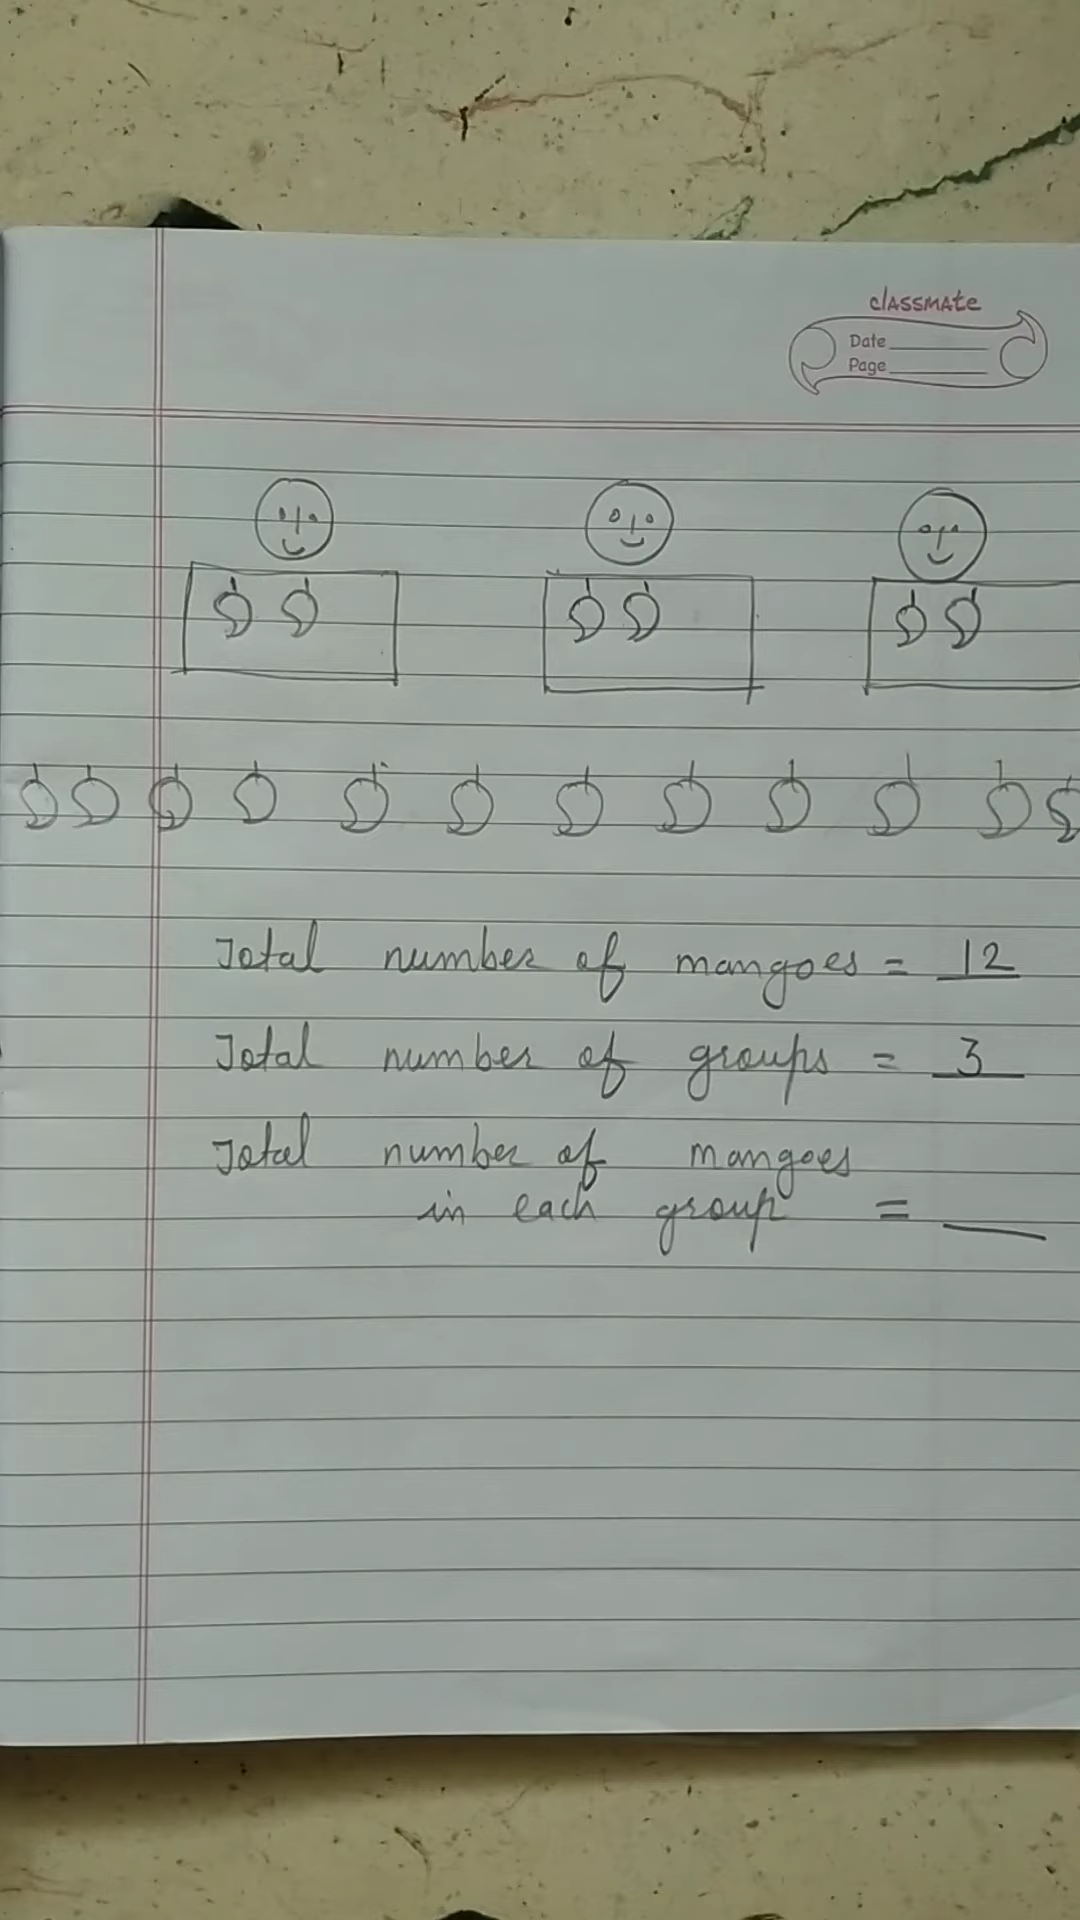 classmate
Date
Page
Total number of mangoes = 12
Total number of groups = 3
Total number of mangoes
in each group =